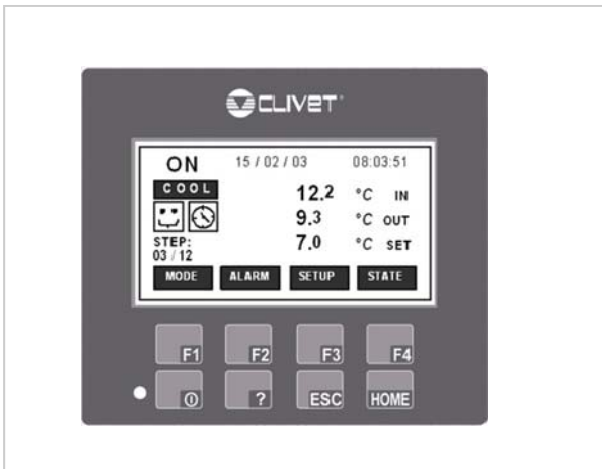 CLIVET
ON 15 / 02 / 03 08:03:51
COOL
12.2 °C IN
9.3 °C OUT
7.0 °C SET
STEP:
03 / 12
MODE ALARM SETUP STATE
F1 F2 F3 F4
? ESC HOME